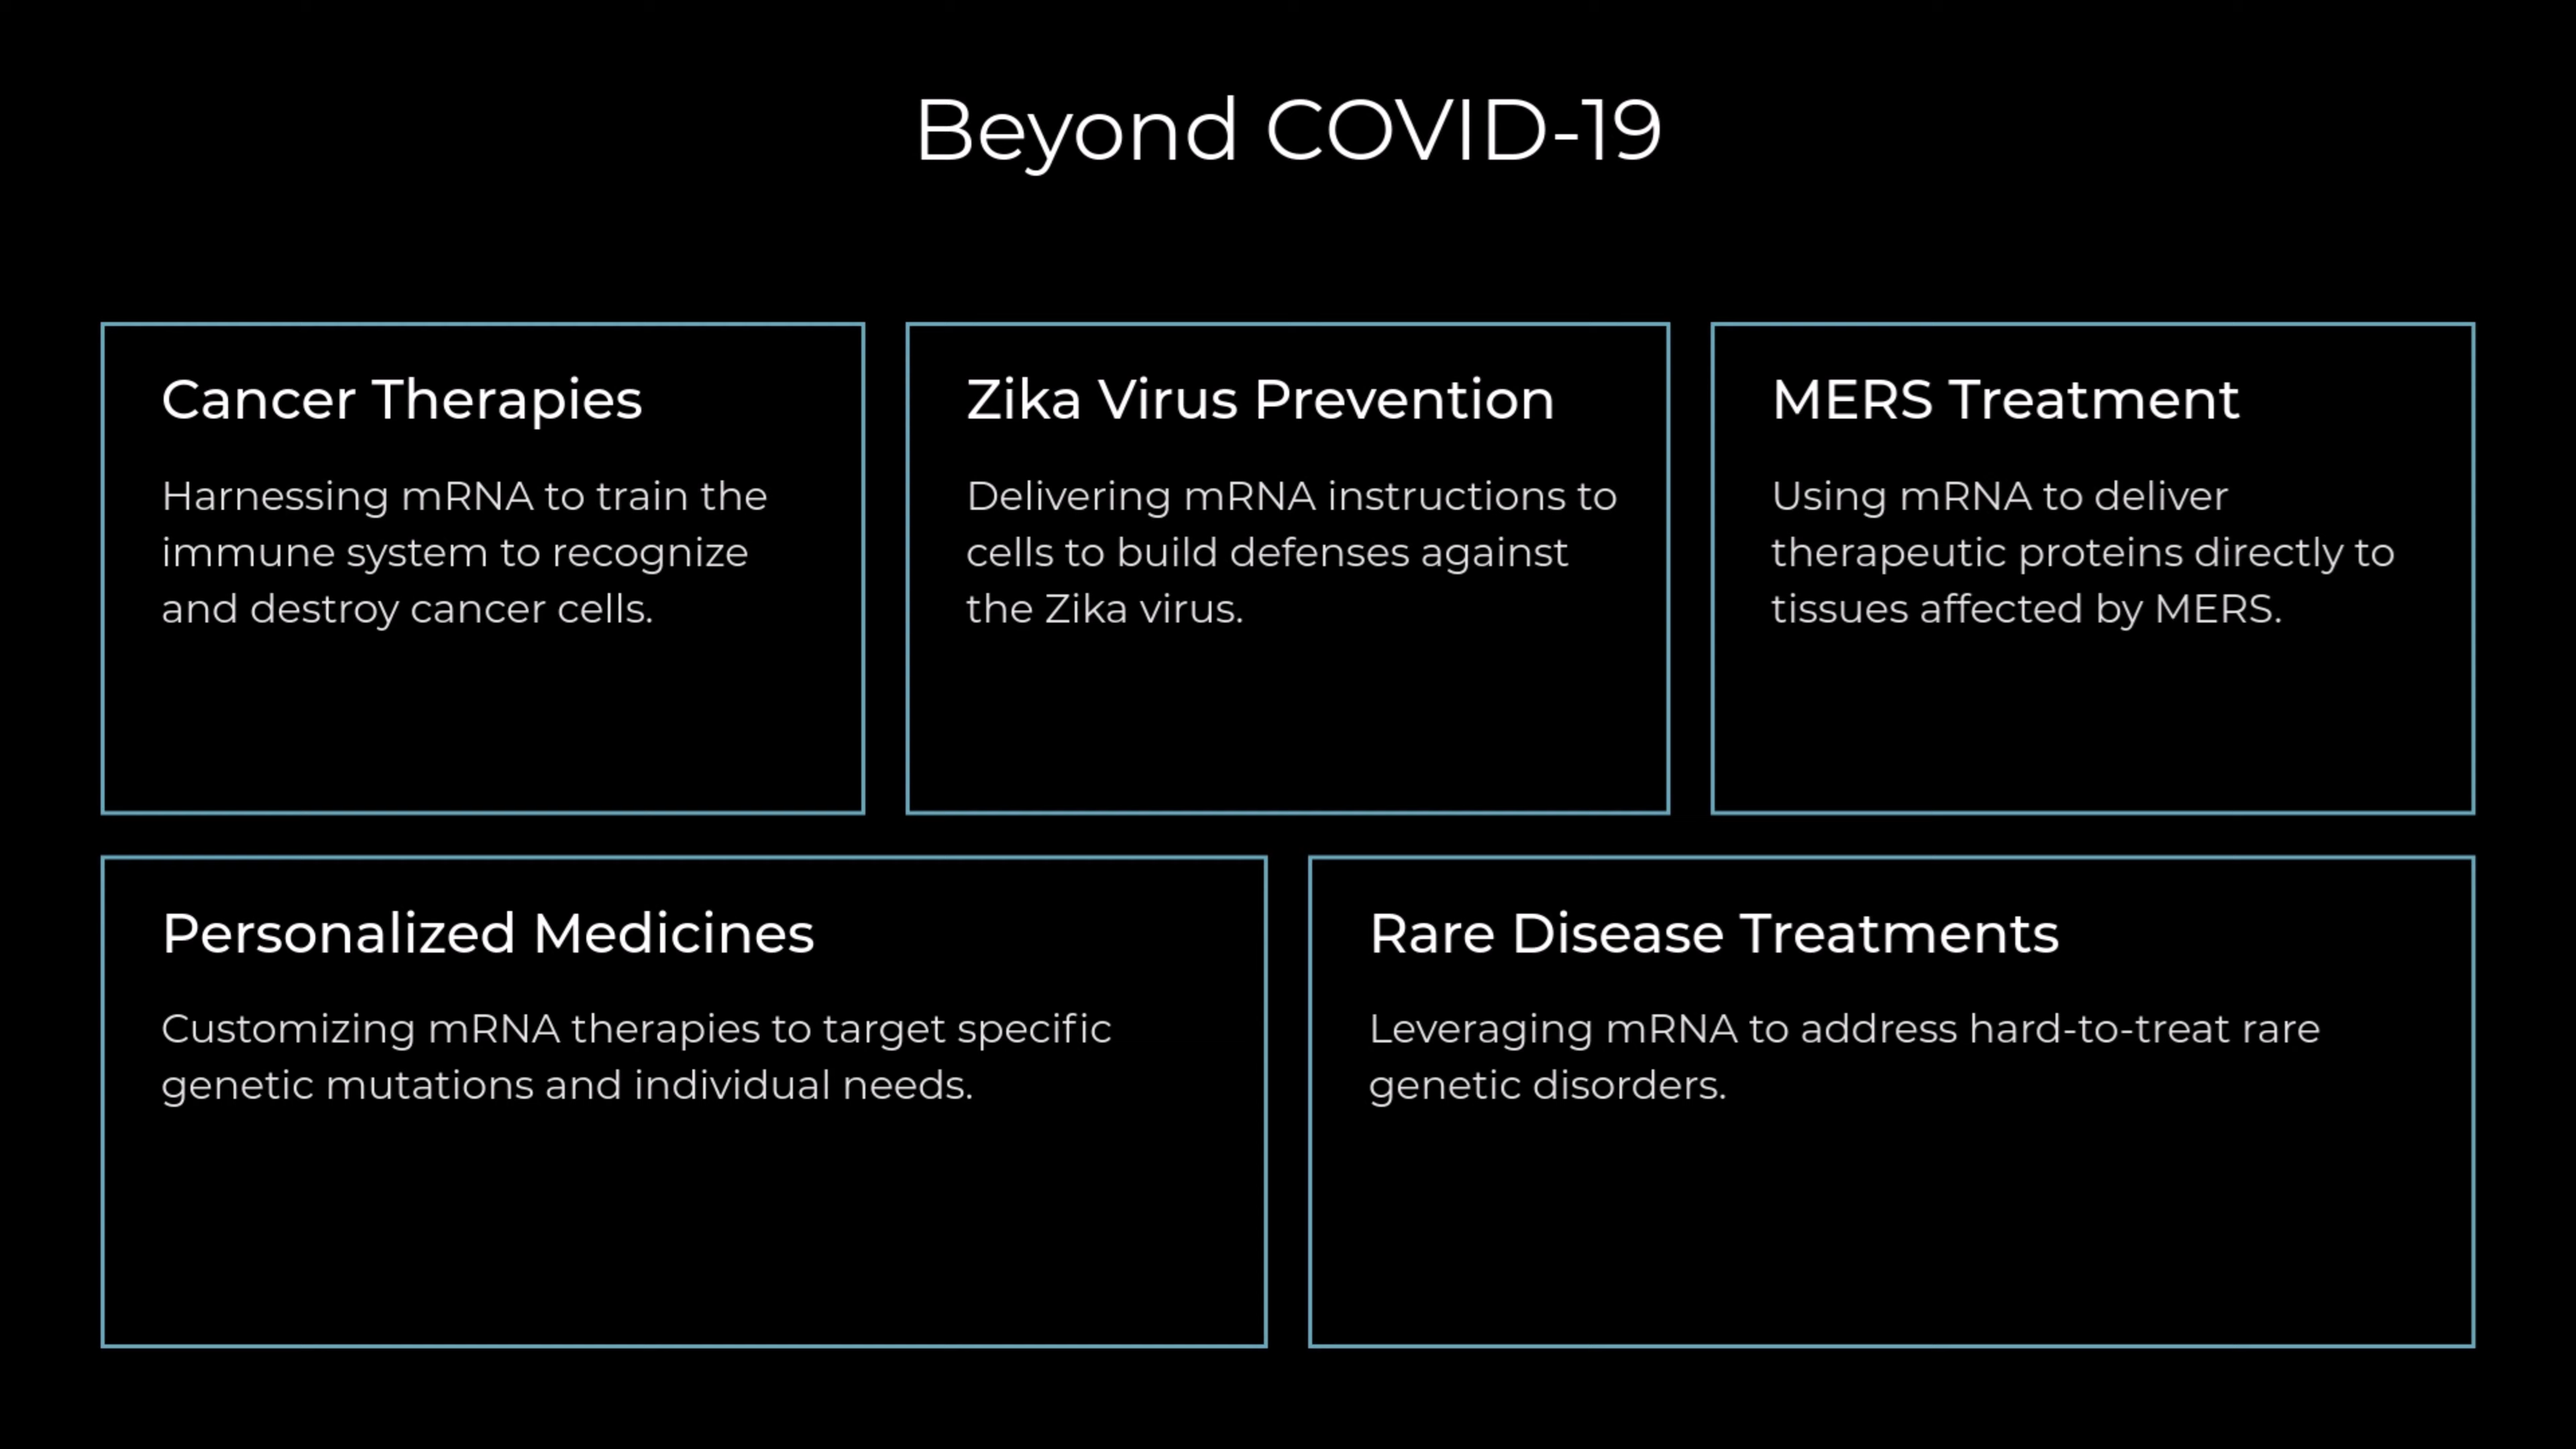 Beyond COVID-19
Cancer Therapies
Harnessing mRNA to train the
immune system to recognize
and destroy cancer cells.
Zika Virus Prevention
Delivering mRNA instructions to
cells to build defenses against
the Zika virus.
MERS Treatment
Using mRNA to deliver
therapeutic proteins directly to
tissues affected by MERS.
Personalized Medicines
Customizing mRNA therapies to target specific
genetic mutations and individual needs.
Rare Disease Treatments
Leveraging mRNA to address hard-to-treat rare
genetic disorders.